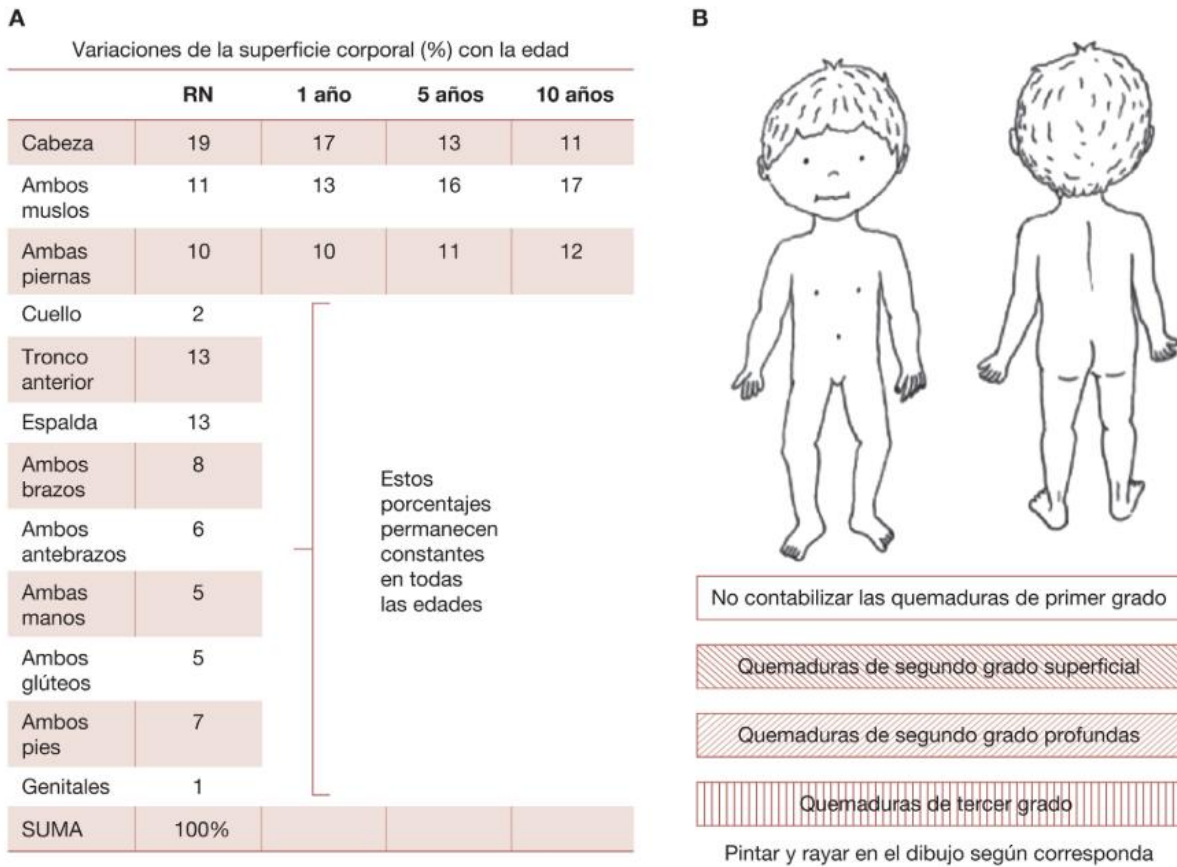 A
Variaciones de la superficie corporal (%) con la edad
RN 1 año 5 años 10 años
Cabeza 19 17 13 11
Ambos
muslos 11 13 16 17
Ambas
piernas 10 10 11 12
Cuello 2
Tronco
anterior 13
Espalda 13
Ambos
brazos 8
Ambos
antebrazos 6
Ambas
manos 5
Ambos
glúteos 5
Ambos
pies 7
Genitales 1
SUMA 100%
Estos
porcentajes
permanecen
constantes
en todas
las edades
B
No contabilizar las quemaduras de primer grado
Quemaduras de segundo grado superficial
Quemaduras de segundo grado profundas
Quemaduras de tercer grado
Pintar y rayar en el dibujo según corresponda